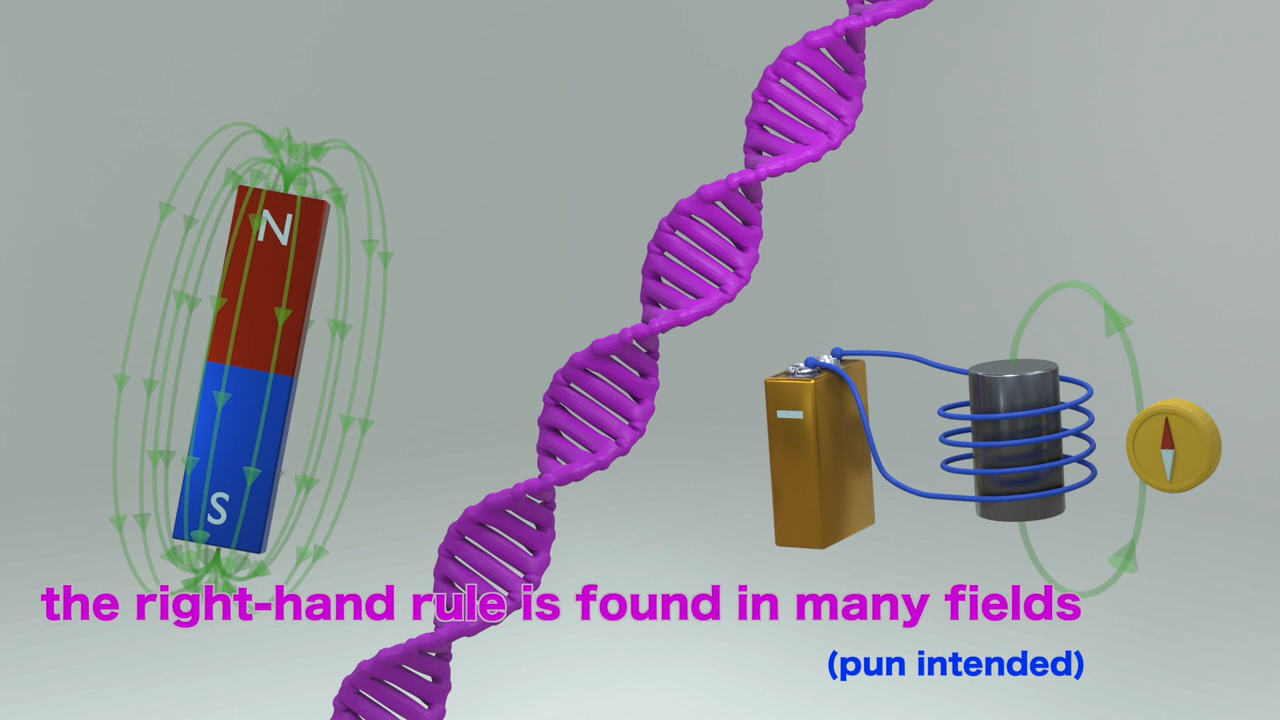 N
S
the right-hand rule is found in many fields
(pun intended)